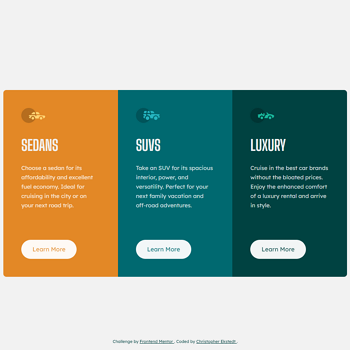 SEDANS
Choose a sedan for its
affordability and excellent
fuel economy. Ideal for
cruising in the city or on
your next road trip.
Learn More
SUVS
Take an SUV for its spacious
interior, power, and
versatility. Perfect for your
next family vacation and
off-road adventures.
Learn More
LUXURY
Cruise in the best car brands
without the bloated prices.
Enjoy the enhanced comfort
of a luxury rental and arrive
in style.
Learn More
Challenge by Frontend Mentor. Coded by Christopher Ekstedt.